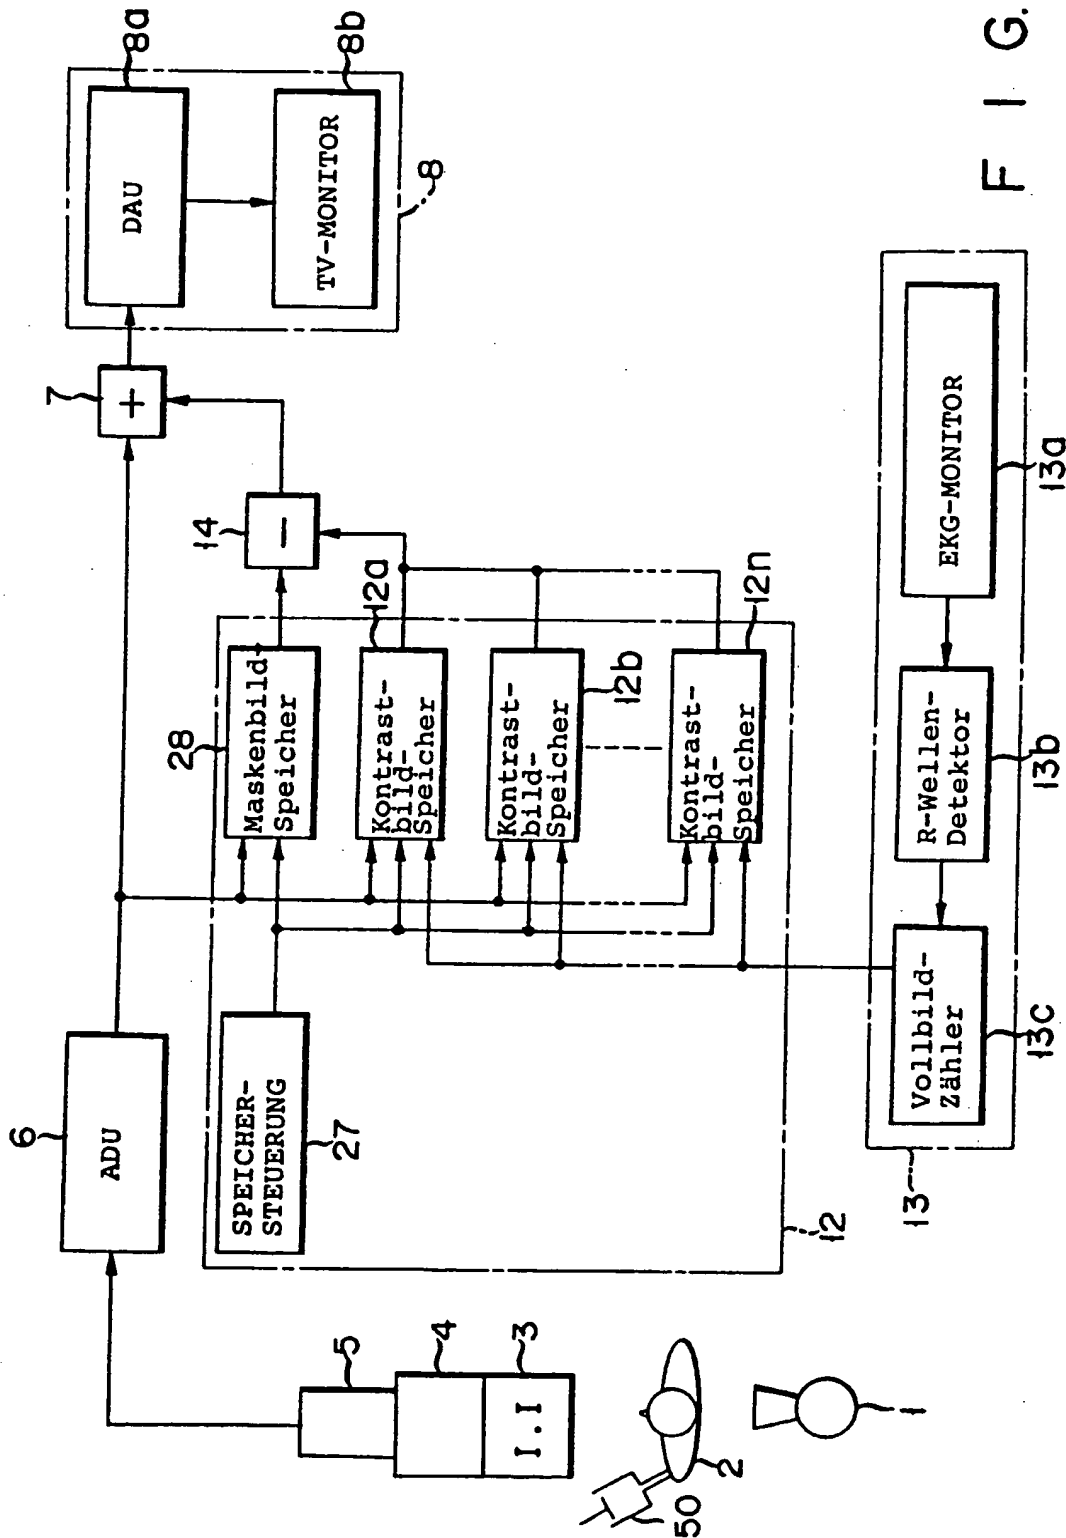 6
ADU
7
+
DAU
8a
TV-MONITOR
8b
8
5
4
3
I.I
2
50
1
SPEICHER-
STEUERUNG
27
28
Maskenbild-
Speicher
14
−
12a
Kontrast-
bild-
Speicher
Kontrast-
bild-
Speicher
12b
Kontrast-
bild-
Speicher
12n
12
13
Vollbild-
Zähler
13c
R-Wellen-
Detektor
13b
EKG-MONITOR
13a
F I G.